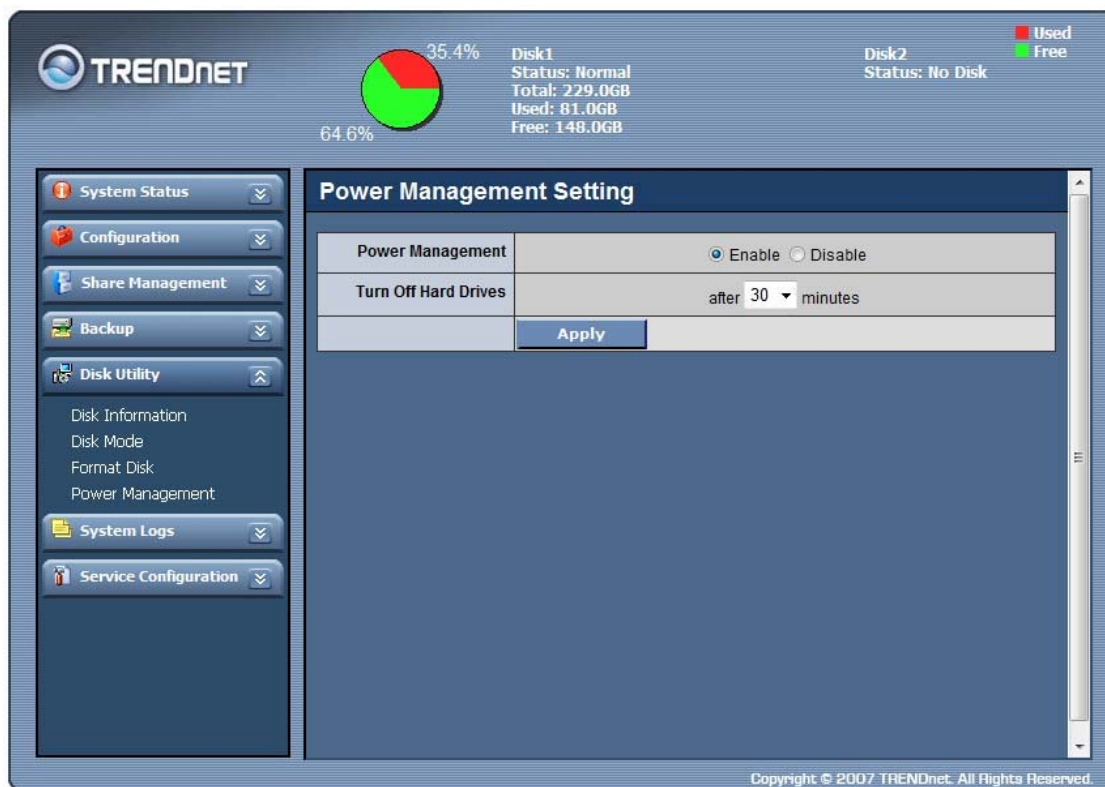 TRENDNET
35.4%
64.6%
Disk1
Status: Normal
Total: 229.0GB
Used: 81.0GB
Free: 148.0GB
Disk2
Status: No Disk
Used
Free
System Status
Configuration
Share Management
Backup
Disk Utility
Disk Information
Disk Mode
Format Disk
Power Management
System Logs
Service Configuration
Power Management Setting
Power Management
Enable Disable
Turn Off Hard Drives
after 30 minutes
Apply
Copyright © 2007 TRENDnet. All Rights Reserved.